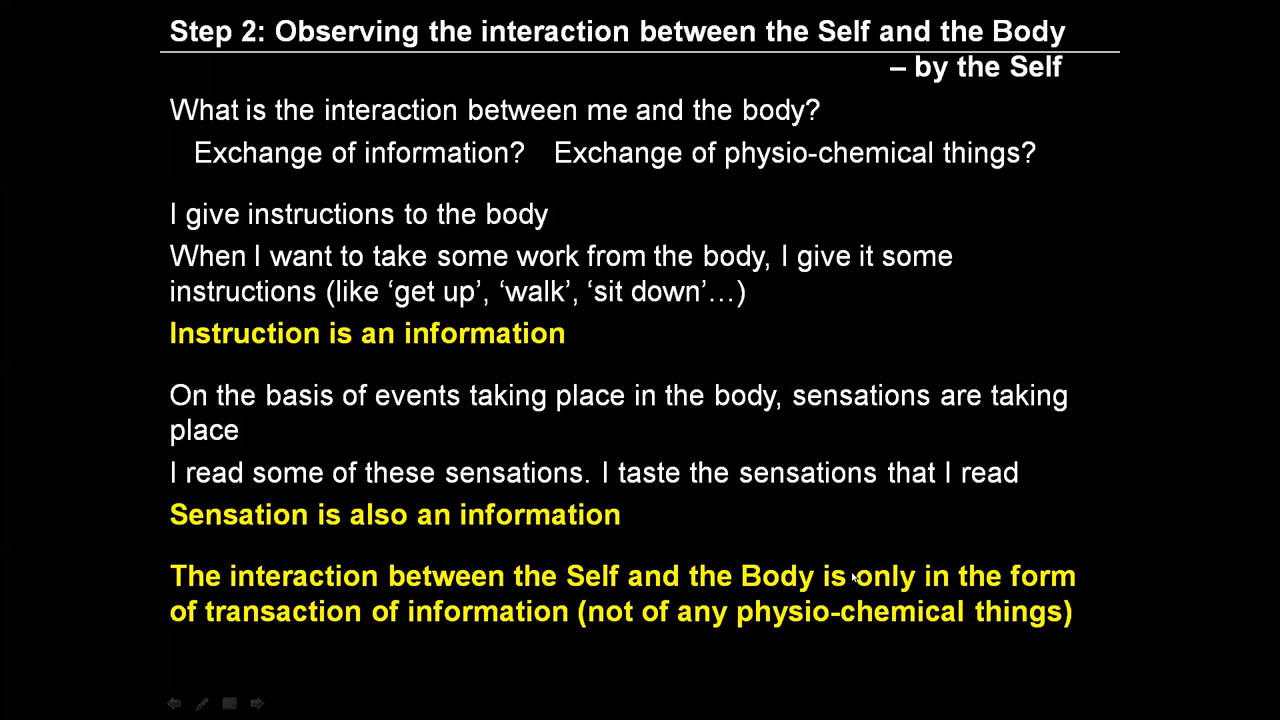 Step 2: Observing the interaction between the Self and the Body
– by the Self
What is the interaction between me and the body?
Exchange of information? Exchange of physio-chemical things?
I give instructions to the body
When I want to take some work from the body, I give it some
instructions (like ‘get up’, ‘walk’, ‘sit down’…)
Instruction is an information
On the basis of events taking place in the body, sensations are taking
place
I read some of these sensations. I taste the sensations that I read
Sensation is also an information
The interaction between the Self and the Body is only in the form
of transaction of information (not of any physio-chemical things)